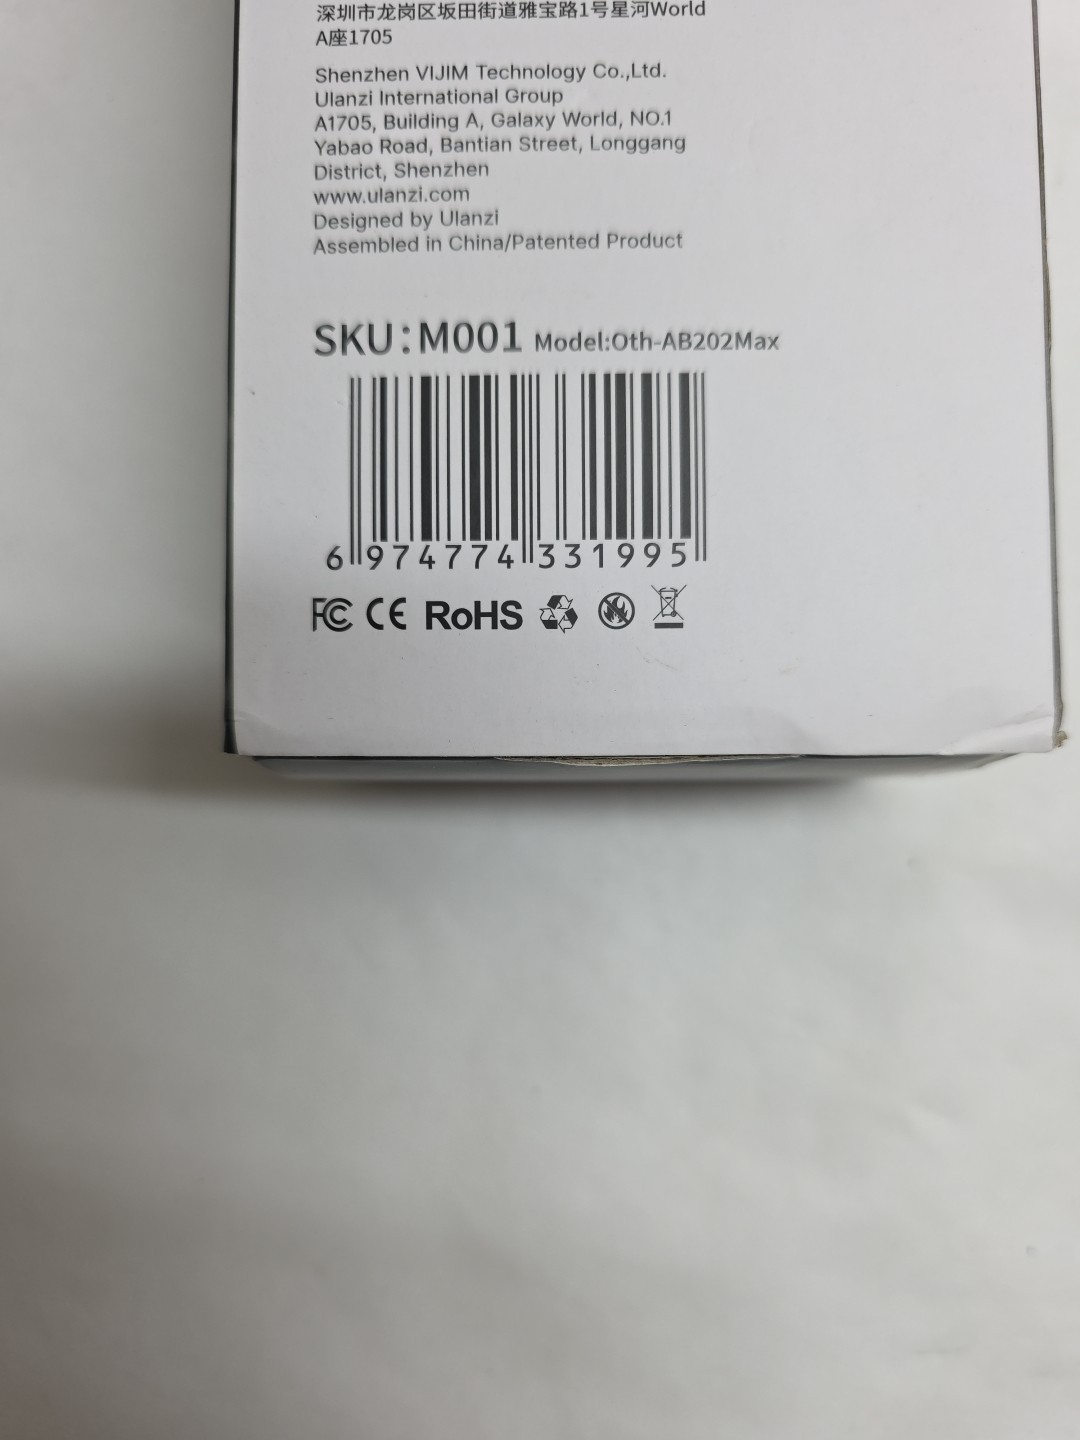 深圳市龙岗区坂田街道雅宝路1号星河World
A座1705
Shenzhen VIJIM Technology Co.,Ltd.
Ulanzi International Group
A1705, Building A, Galaxy World, NO.1
Yabao Road, Bantian Street, Longgang
District, Shenzhen
www.ulanzi.com
Designed by Ulanzi
Assembled in China/Patented Product
SKU:M001 Model:Oth-AB202Max
6 974774 331995
FC CE RoHS